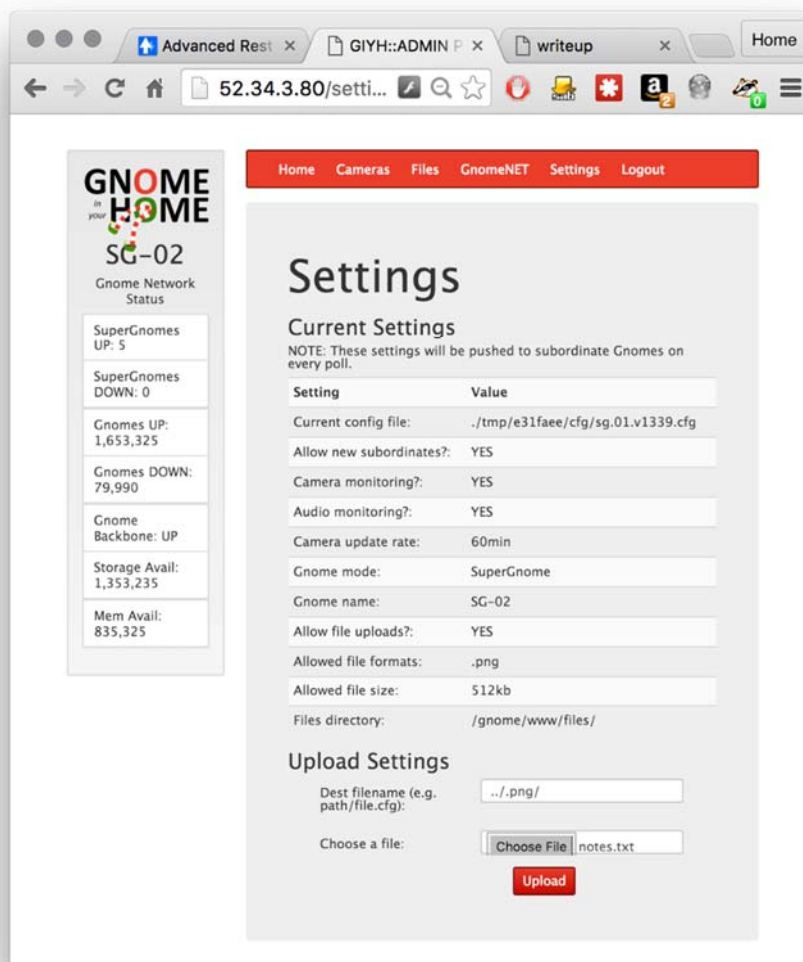 Advanced Rest
GIYH::ADMIN P
writeup
Home
52.34.3.80/setti...
2
0
GNOME
in your HOME
SG-02
Gnome Network
Status
SuperGnomes
UP: 5
SuperGnomes
DOWN: 0
Gnomes UP:
1,653,325
Gnomes DOWN:
79,990
Gnome
Backbone: UP
Storage Avail:
1,353,235
Mem Avail:
835,325
Home Cameras Files GnomeNET Settings Logout
Settings
Current Settings
NOTE: These settings will be pushed to subordinate Gnomes on
every poll.
Setting Value
Current config file: ./tmp/e31faee/cfg/sg.01.v1339.cfg
Allow new subordinates?: YES
Camera monitoring?: YES
Audio monitoring?: YES
Camera update rate: 60min
Gnome mode: SuperGnome
Gnome name: SG-02
Allow file uploads?: YES
Allowed file formats: .png
Allowed file size: 512kb
Files directory: /gnome/www/files/
Upload Settings
Dest filename (e.g.
path/file.cfg):
../.png/
Choose a file: Choose File notes.txt
Upload